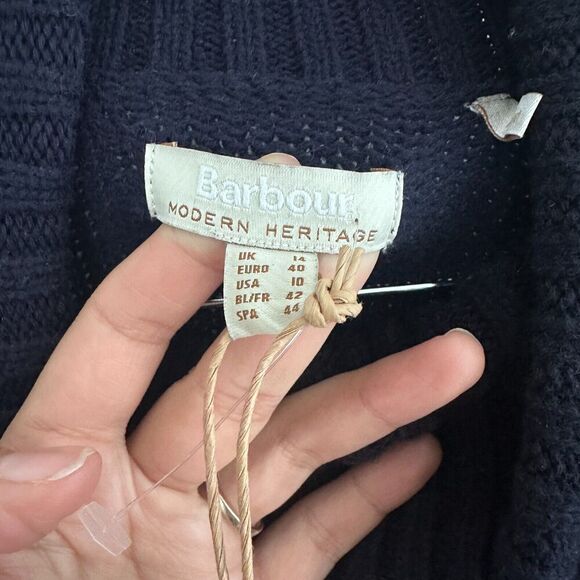 Barbour
MODERN HERITAGE
UK 14
EURO 40
USA 10
BL/FR 42
SPA 44